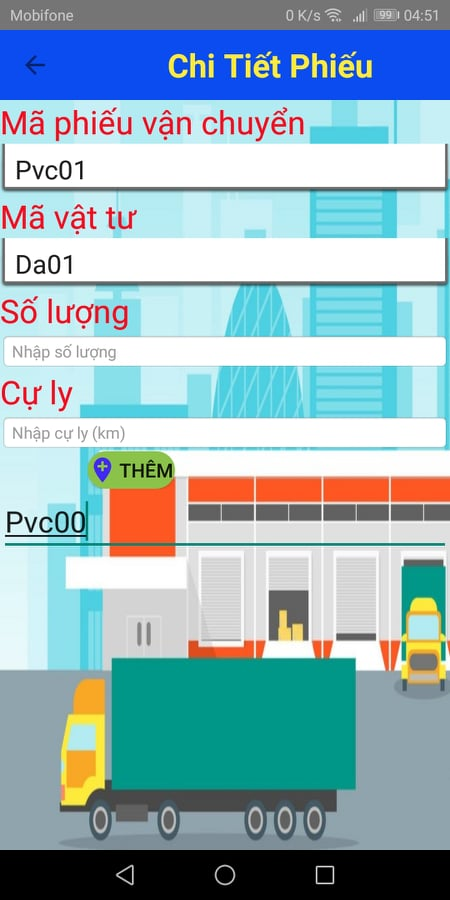 Mobifone 0 K/s 99 04:51
Chi Tiết Phiếu
Mã phiếu vận chuyển
Pvc01
Mã vật tư
Da01
Số lượng
Nhập số lượng
Cự ly
Nhập cự ly (km)
THÊM
Pvc00